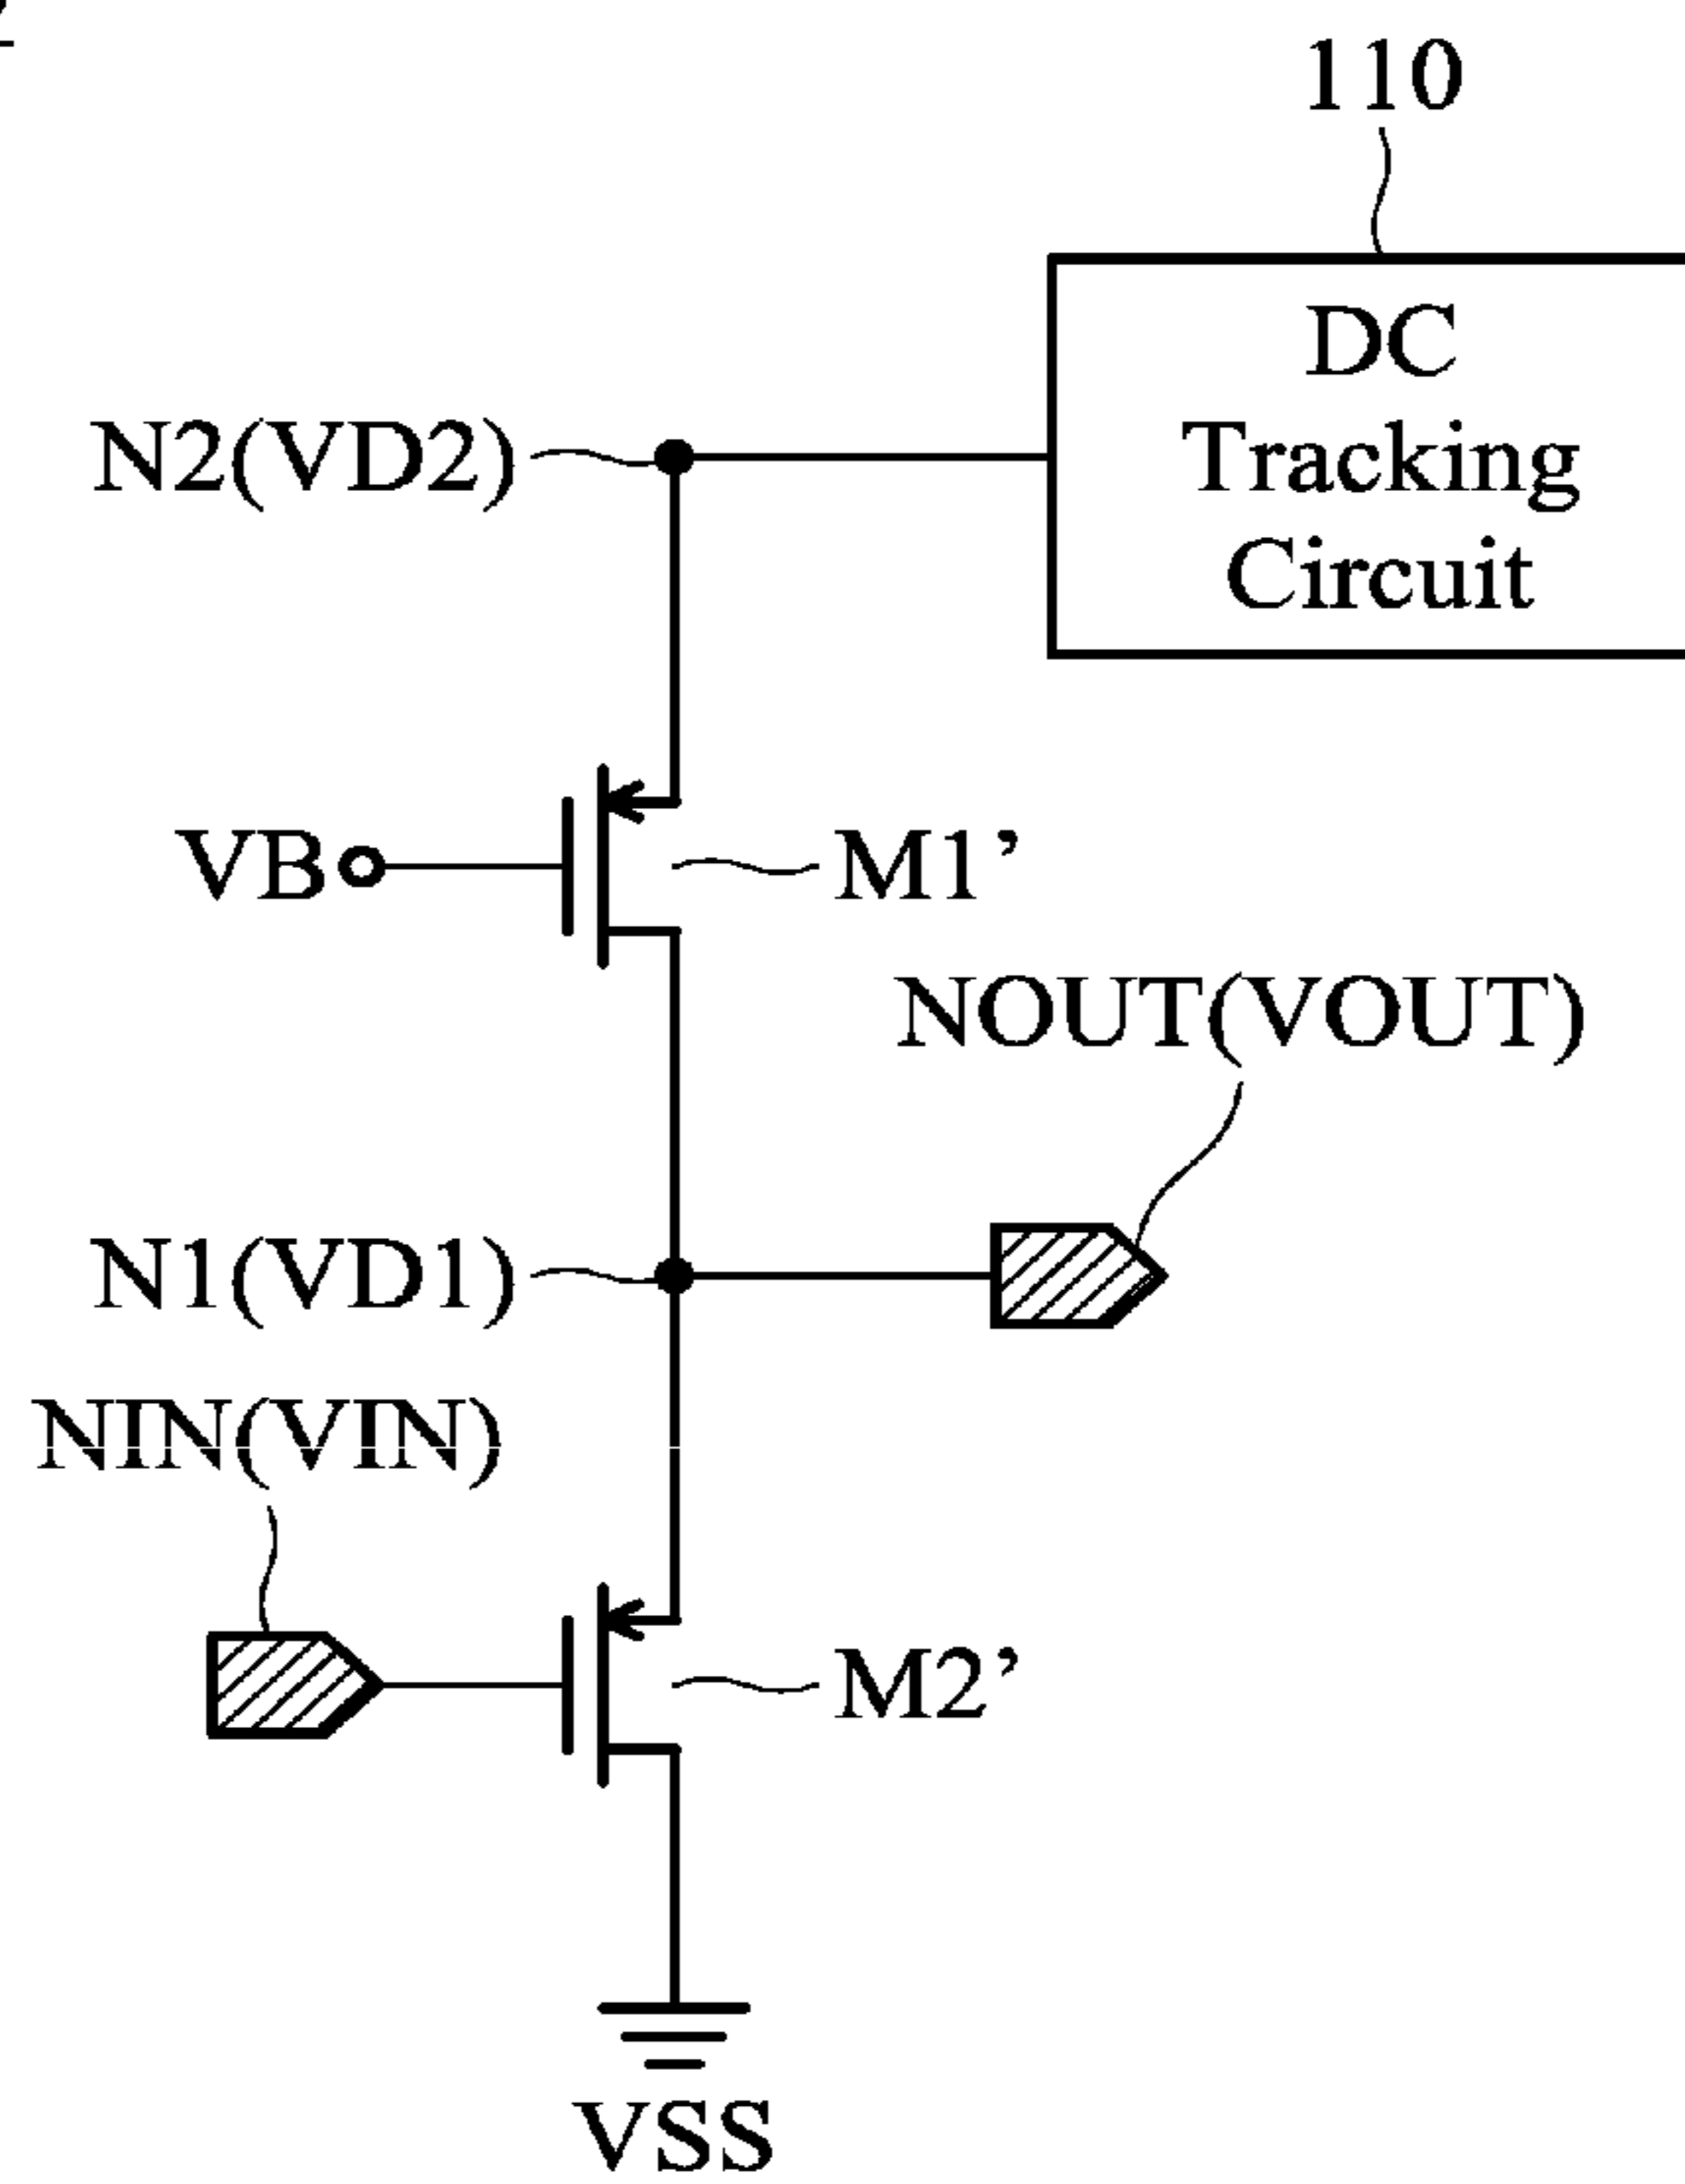 110
DC
Tracking
Circuit
N2(VD2)
VB
M1’
NOUT(VOUT)
N1(VD1)
NIN(VIN)
M2’
VSS